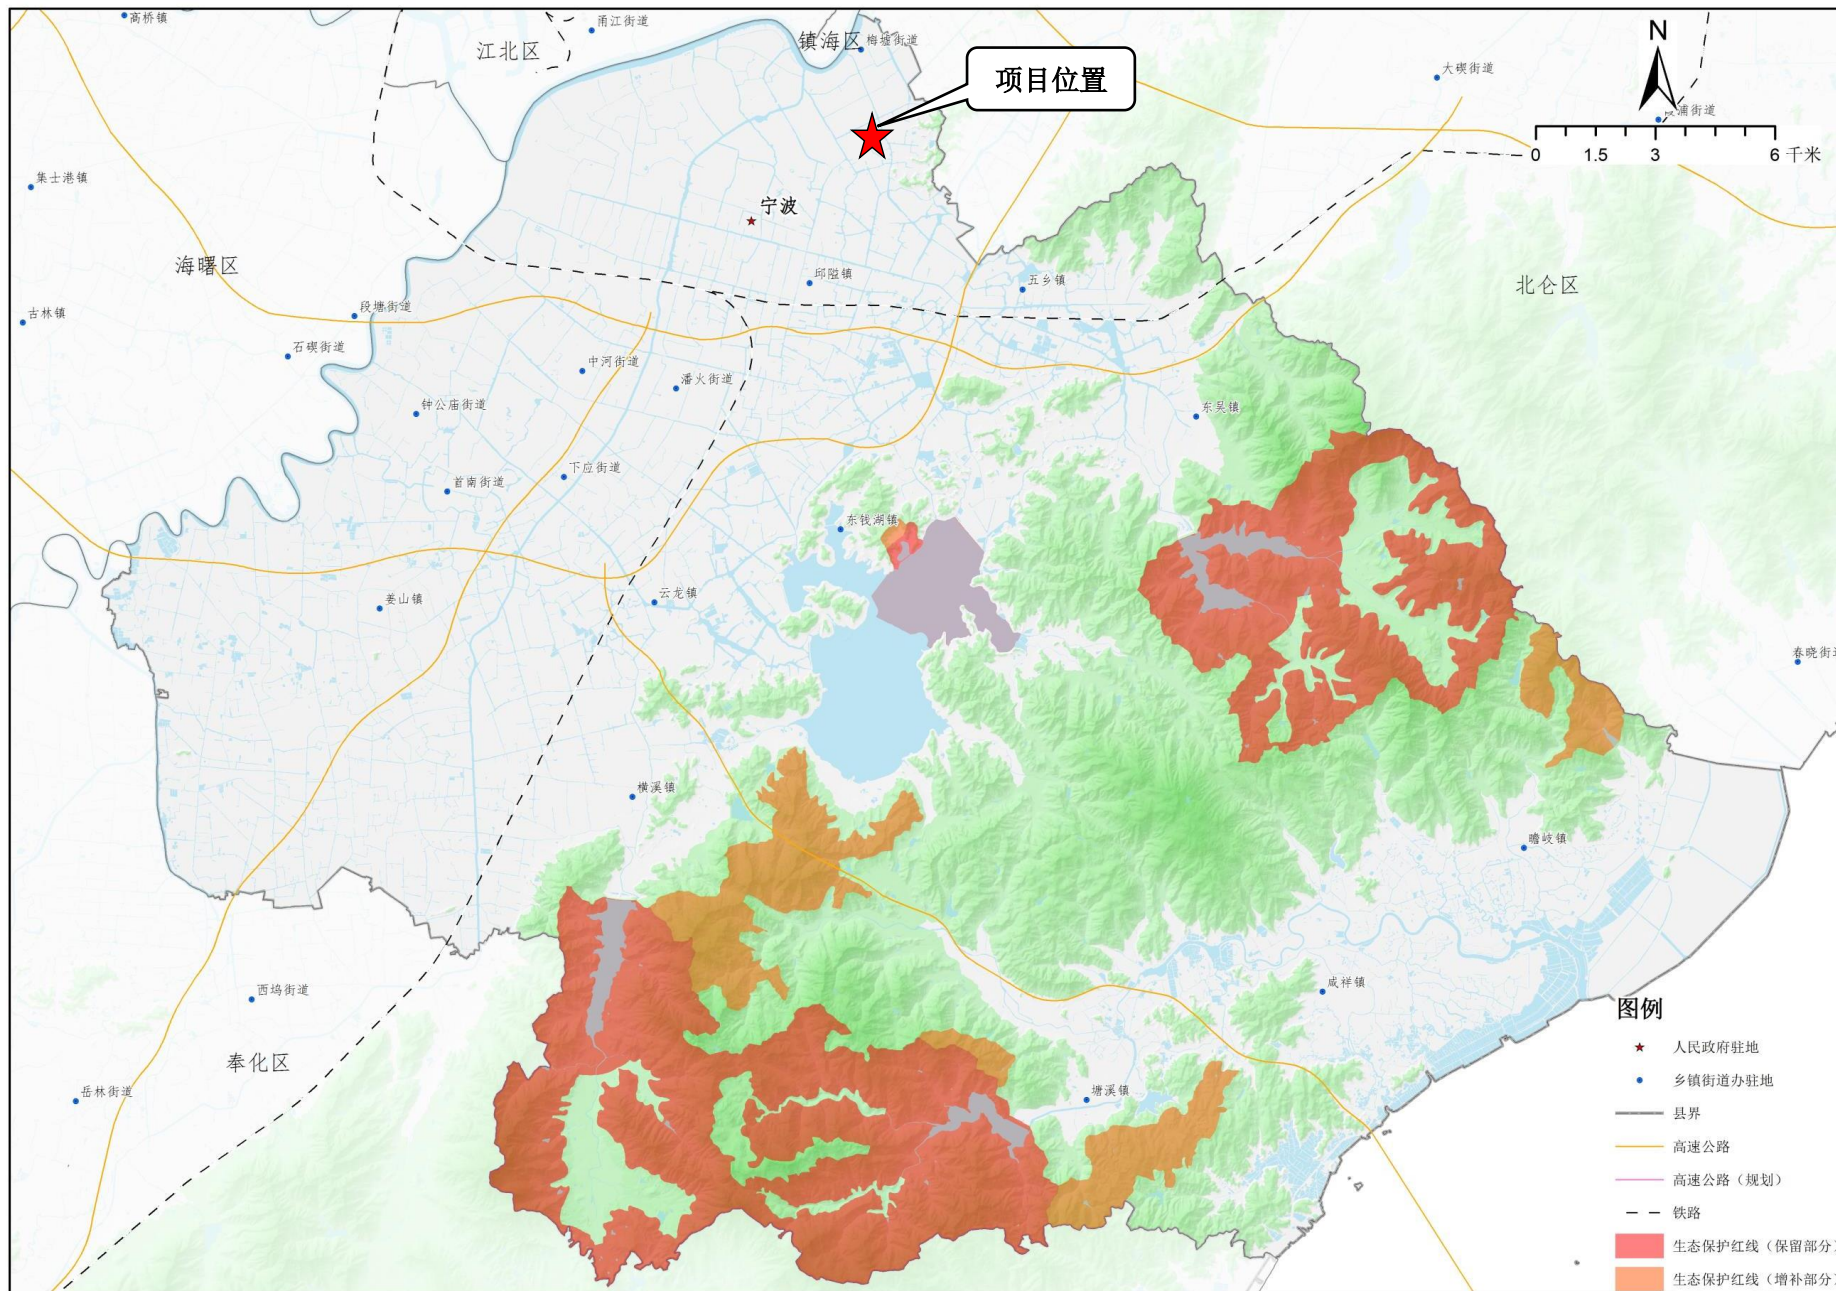 高桥镇
甬江街道
江北区
镇海区
梅墟街道
项目位置
大碶街道
N
霞浦街道
0 1.5 3 6 千米
集士港镇
宁波
海曙区
邱隘镇
五乡镇
北仑区
段塘街道
古林镇
石碶街道
中河街道
潘火街道
钟公庙街道
东吴镇
下应街道
首南街道
东钱湖镇
云龙镇
姜山镇
春晓街道
横溪镇
瞻岐镇
咸祥镇
西坞街道
奉化区
岳林街道
塘溪镇
图例
人民政府驻地
乡镇街道办驻地
县界
高速公路
高速公路（规划）
铁路
生态保护红线（保留部分）
生态保护红线（增补部分）